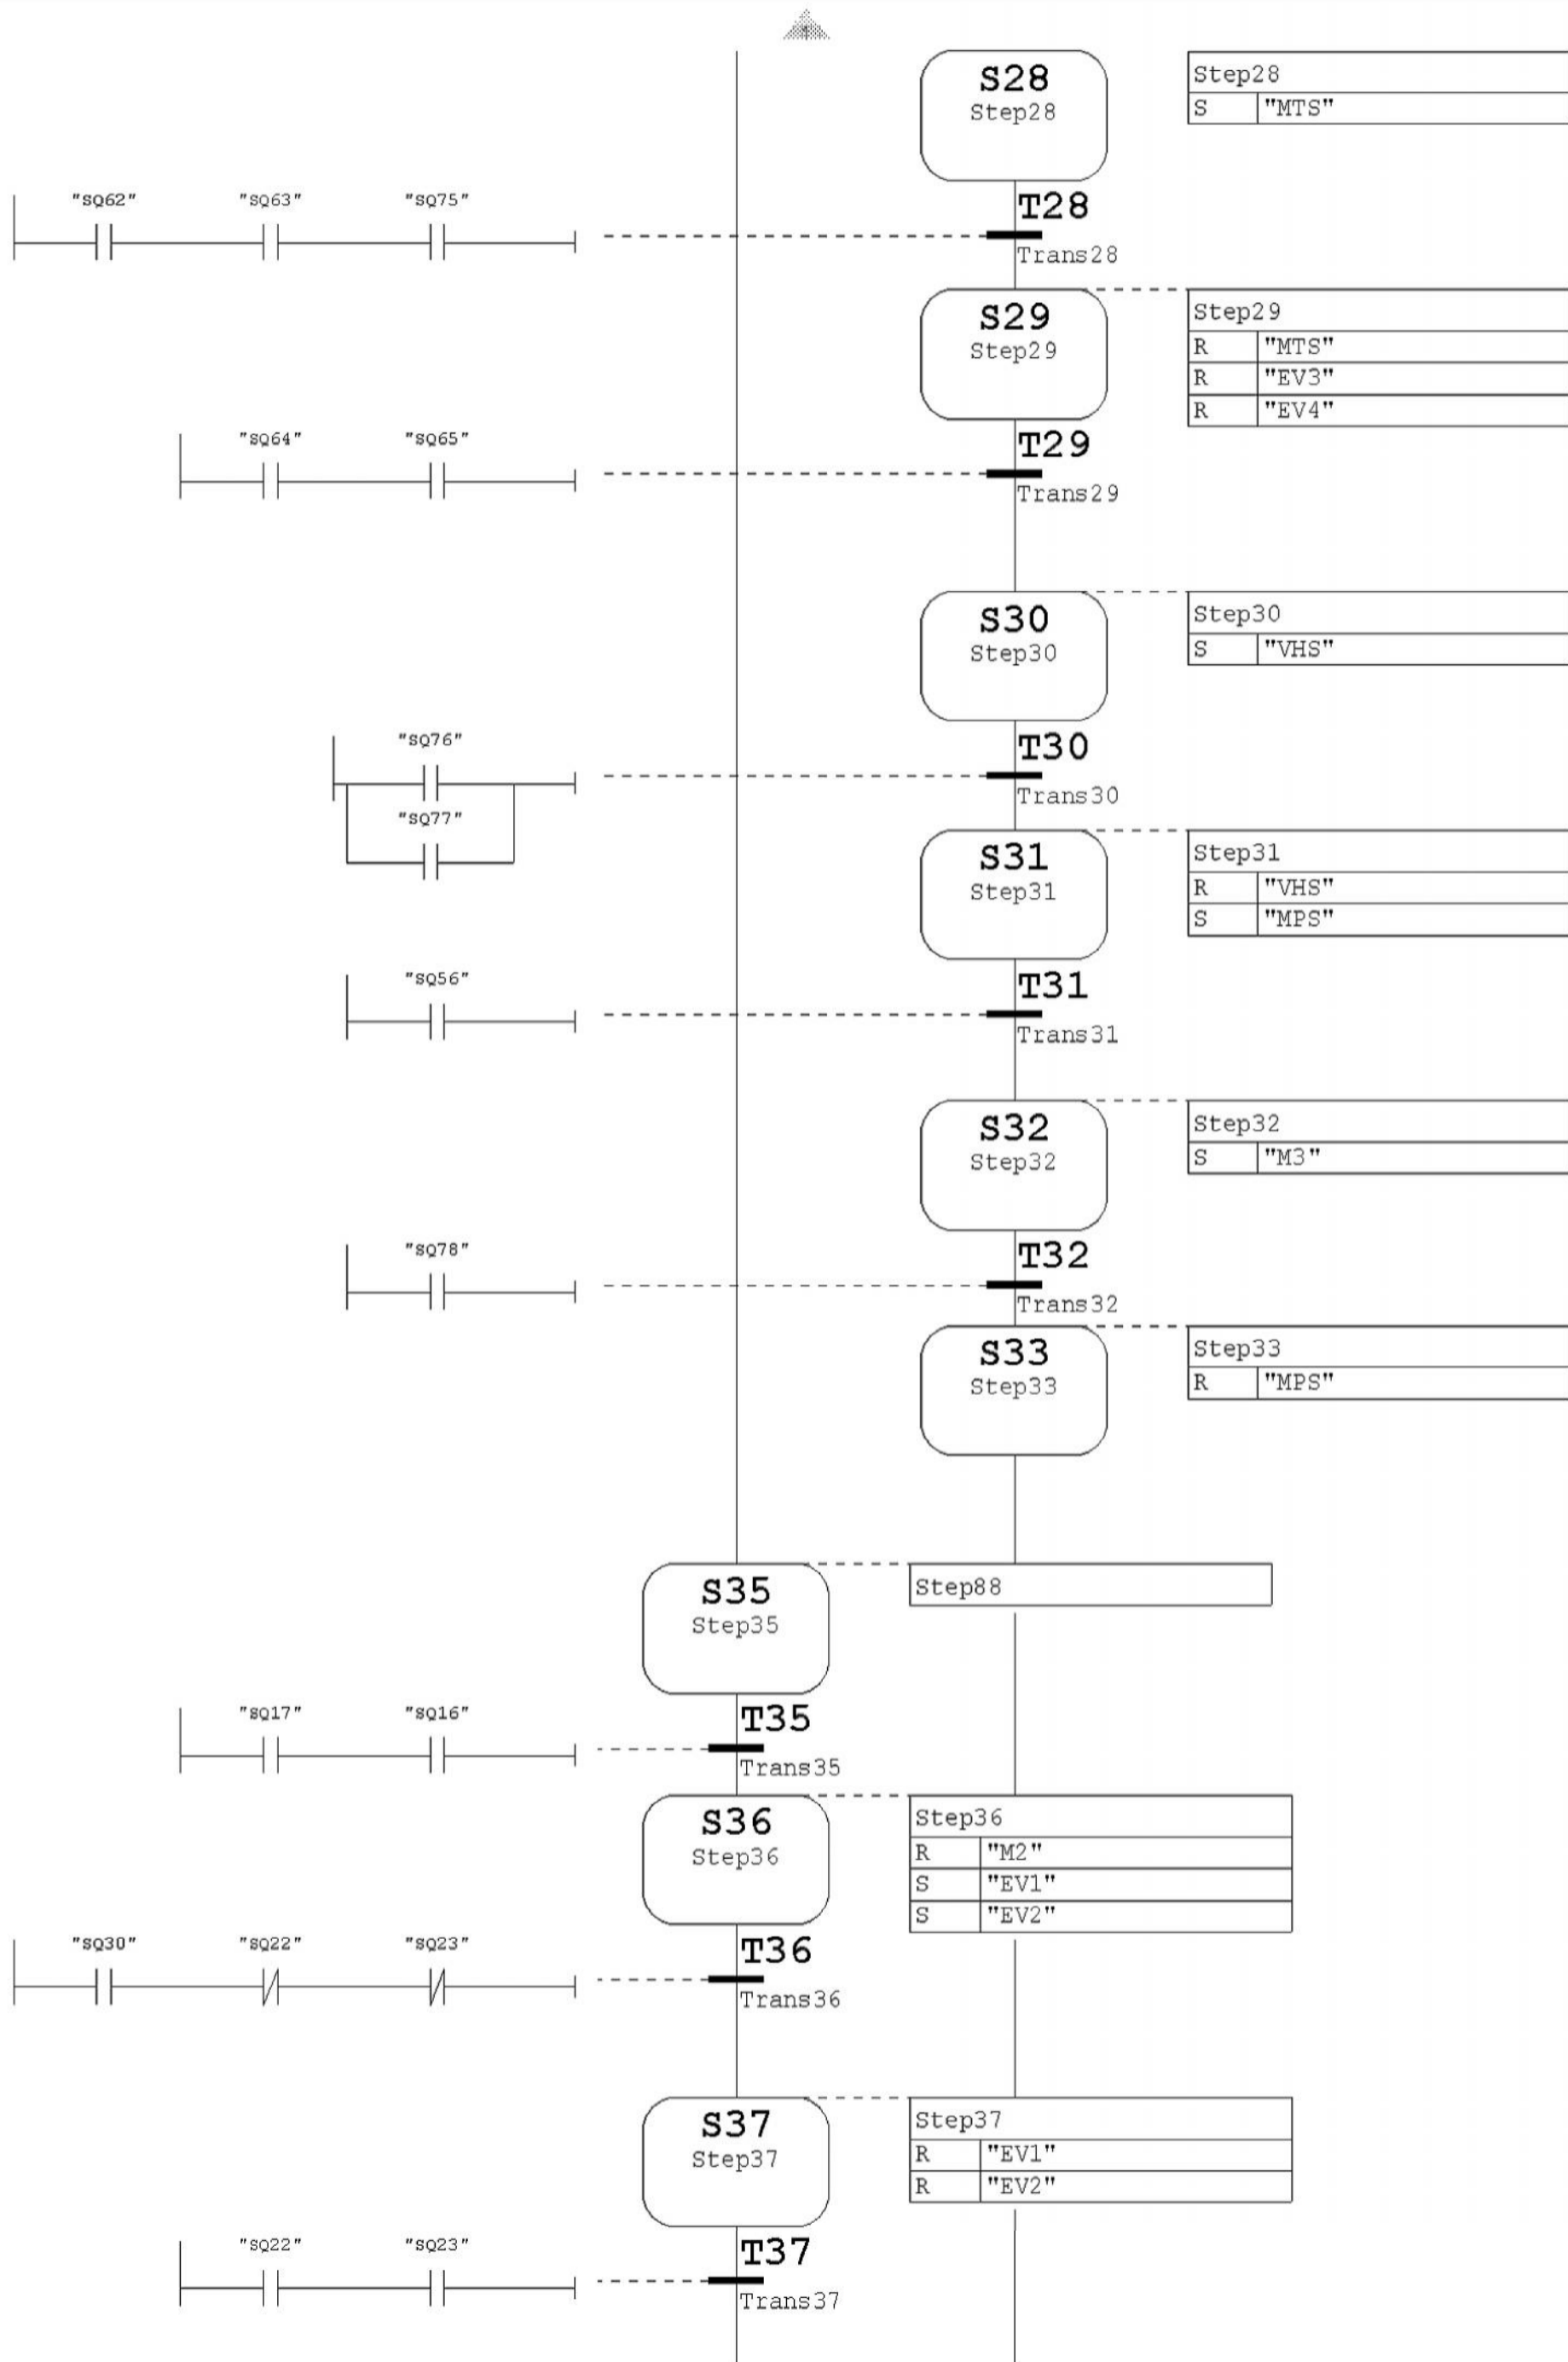 S28
Step28
Step28
S "MTS"
"SQ62" "SQ63" "SQ75"
T28
Trans28
S29
Step29
Step29
R "MTS"
R "EV3"
R "EV4"
"SQ64" "SQ65"
T29
Trans29
S30
Step30
Step30
S "VHS"
"SQ76"
"SQ77"
T30
Trans30
S31
Step31
Step31
R "VHS"
S "MPS"
"SQ56"
T31
Trans31
S32
Step32
Step32
S "M3"
"SQ78"
T32
Trans32
S33
Step33
Step33
R "MPS"
S35
Step35
Step88
"SQ17" "SQ16"
T35
Trans35
S36
Step36
Step36
R "M2"
S "EV1"
S "EV2"
"SQ30" "SQ22" "SQ23"
T36
Trans36
S37
Step37
Step37
R "EV1"
R "EV2"
"SQ22" "SQ23"
T37
Trans37